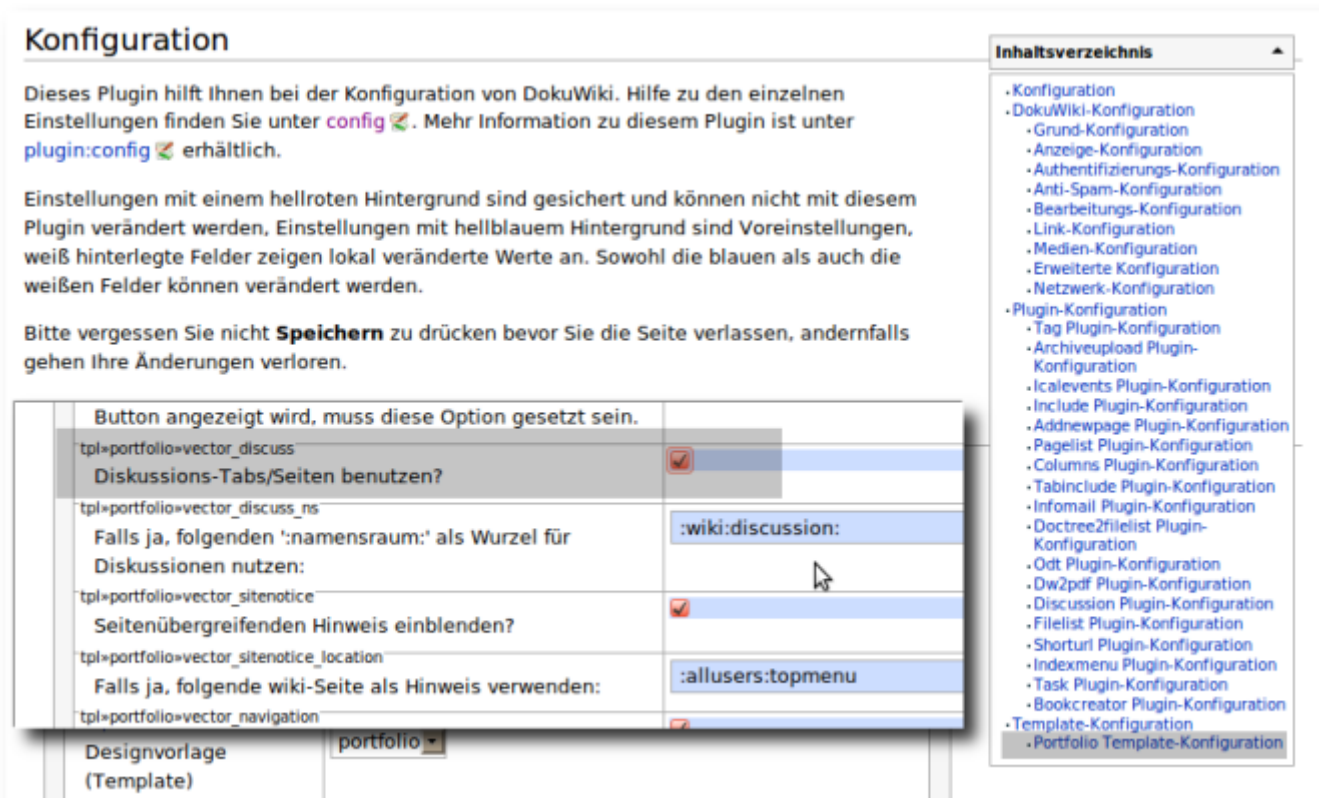 Konfiguration
Dieses Plugin hilft Ihnen bei der Konfiguration von DokuWiki. Hilfe zu den einzelnen
Einstellungen finden Sie unter config. Mehr Information zu diesem Plugin ist unter
plugin:config erhältlich.
Einstellungen mit einem hellroten Hintergrund sind gesichert und können nicht mit diesem
Plugin verändert werden, Einstellungen mit hellblauem Hintergrund sind Voreinstellungen,
weiß hinterlegte Felder zeigen lokal veränderte Werte an. Sowohl die blauen als auch die
weißen Felder können verändert werden.
Bitte vergessen Sie nicht Speichern zu drücken bevor Sie die Seite verlassen, andernfalls
gehen Ihre Änderungen verloren.
Button angezeigt wird, muss diese Option gesetzt sein.
tpl»portfolio»vector_discuss
Diskussions-Tabs/Seiten benutzen?
tpl»portfolio»vector_discuss_ns
Falls ja, folgenden ':namensraum:' als Wurzel für
Diskussionen nutzen:
:wiki:discussion:
tpl»portfolio»vector_sitenotice
Seitenübergreifenden Hinweis einblenden?
tpl»portfolio»vector_sitenotice_location
Falls ja, folgende wiki-Seite als Hinweis verwenden:
:allusers:topmenu
tpl»portfolio»vector_navigation
Designvorlage
(Template)
portfolio
Inhaltsverzeichnis
Konfiguration
DokuWiki-Konfiguration
Grund-Konfiguration
Anzeige-Konfiguration
Authentifizierungs-Konfiguration
Anti-Spam-Konfiguration
Bearbeitungs-Konfiguration
Link-Konfiguration
Medien-Konfiguration
Erweiterte Konfiguration
Netzwerk-Konfiguration
Plugin-Konfiguration
Tag Plugin-Konfiguration
Archiveupload Plugin-
Konfiguration
Icalevents Plugin-Konfiguration
Include Plugin-Konfiguration
Addnewpage Plugin-Konfiguration
Pagelist Plugin-Konfiguration
Columns Plugin-Konfiguration
Tabinclude Plugin-Konfiguration
Infomail Plugin-Konfiguration
Doctree2filelist Plugin-
Konfiguration
Odt Plugin-Konfiguration
Dw2pdf Plugin-Konfiguration
Discussion Plugin-Konfiguration
Filelist Plugin-Konfiguration
Shorturl Plugin-Konfiguration
Indexmenu Plugin-Konfiguration
Task Plugin-Konfiguration
Bookcreator Plugin-Konfiguration
Template-Konfiguration
Portfolio Template-Konfiguration